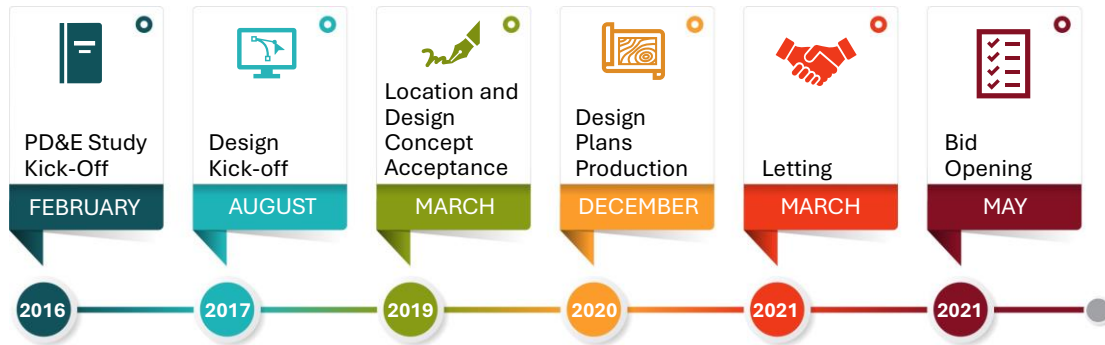 PD&E Study
Kick-Off
FEBRUARY
2016
Design
Kick-off
AUGUST
2017
Location and
Design
Concept
Acceptance
MARCH
2019
Design
Plans
Production
DECEMBER
2020
Letting
MARCH
2021
Bid
Opening
MAY
2021